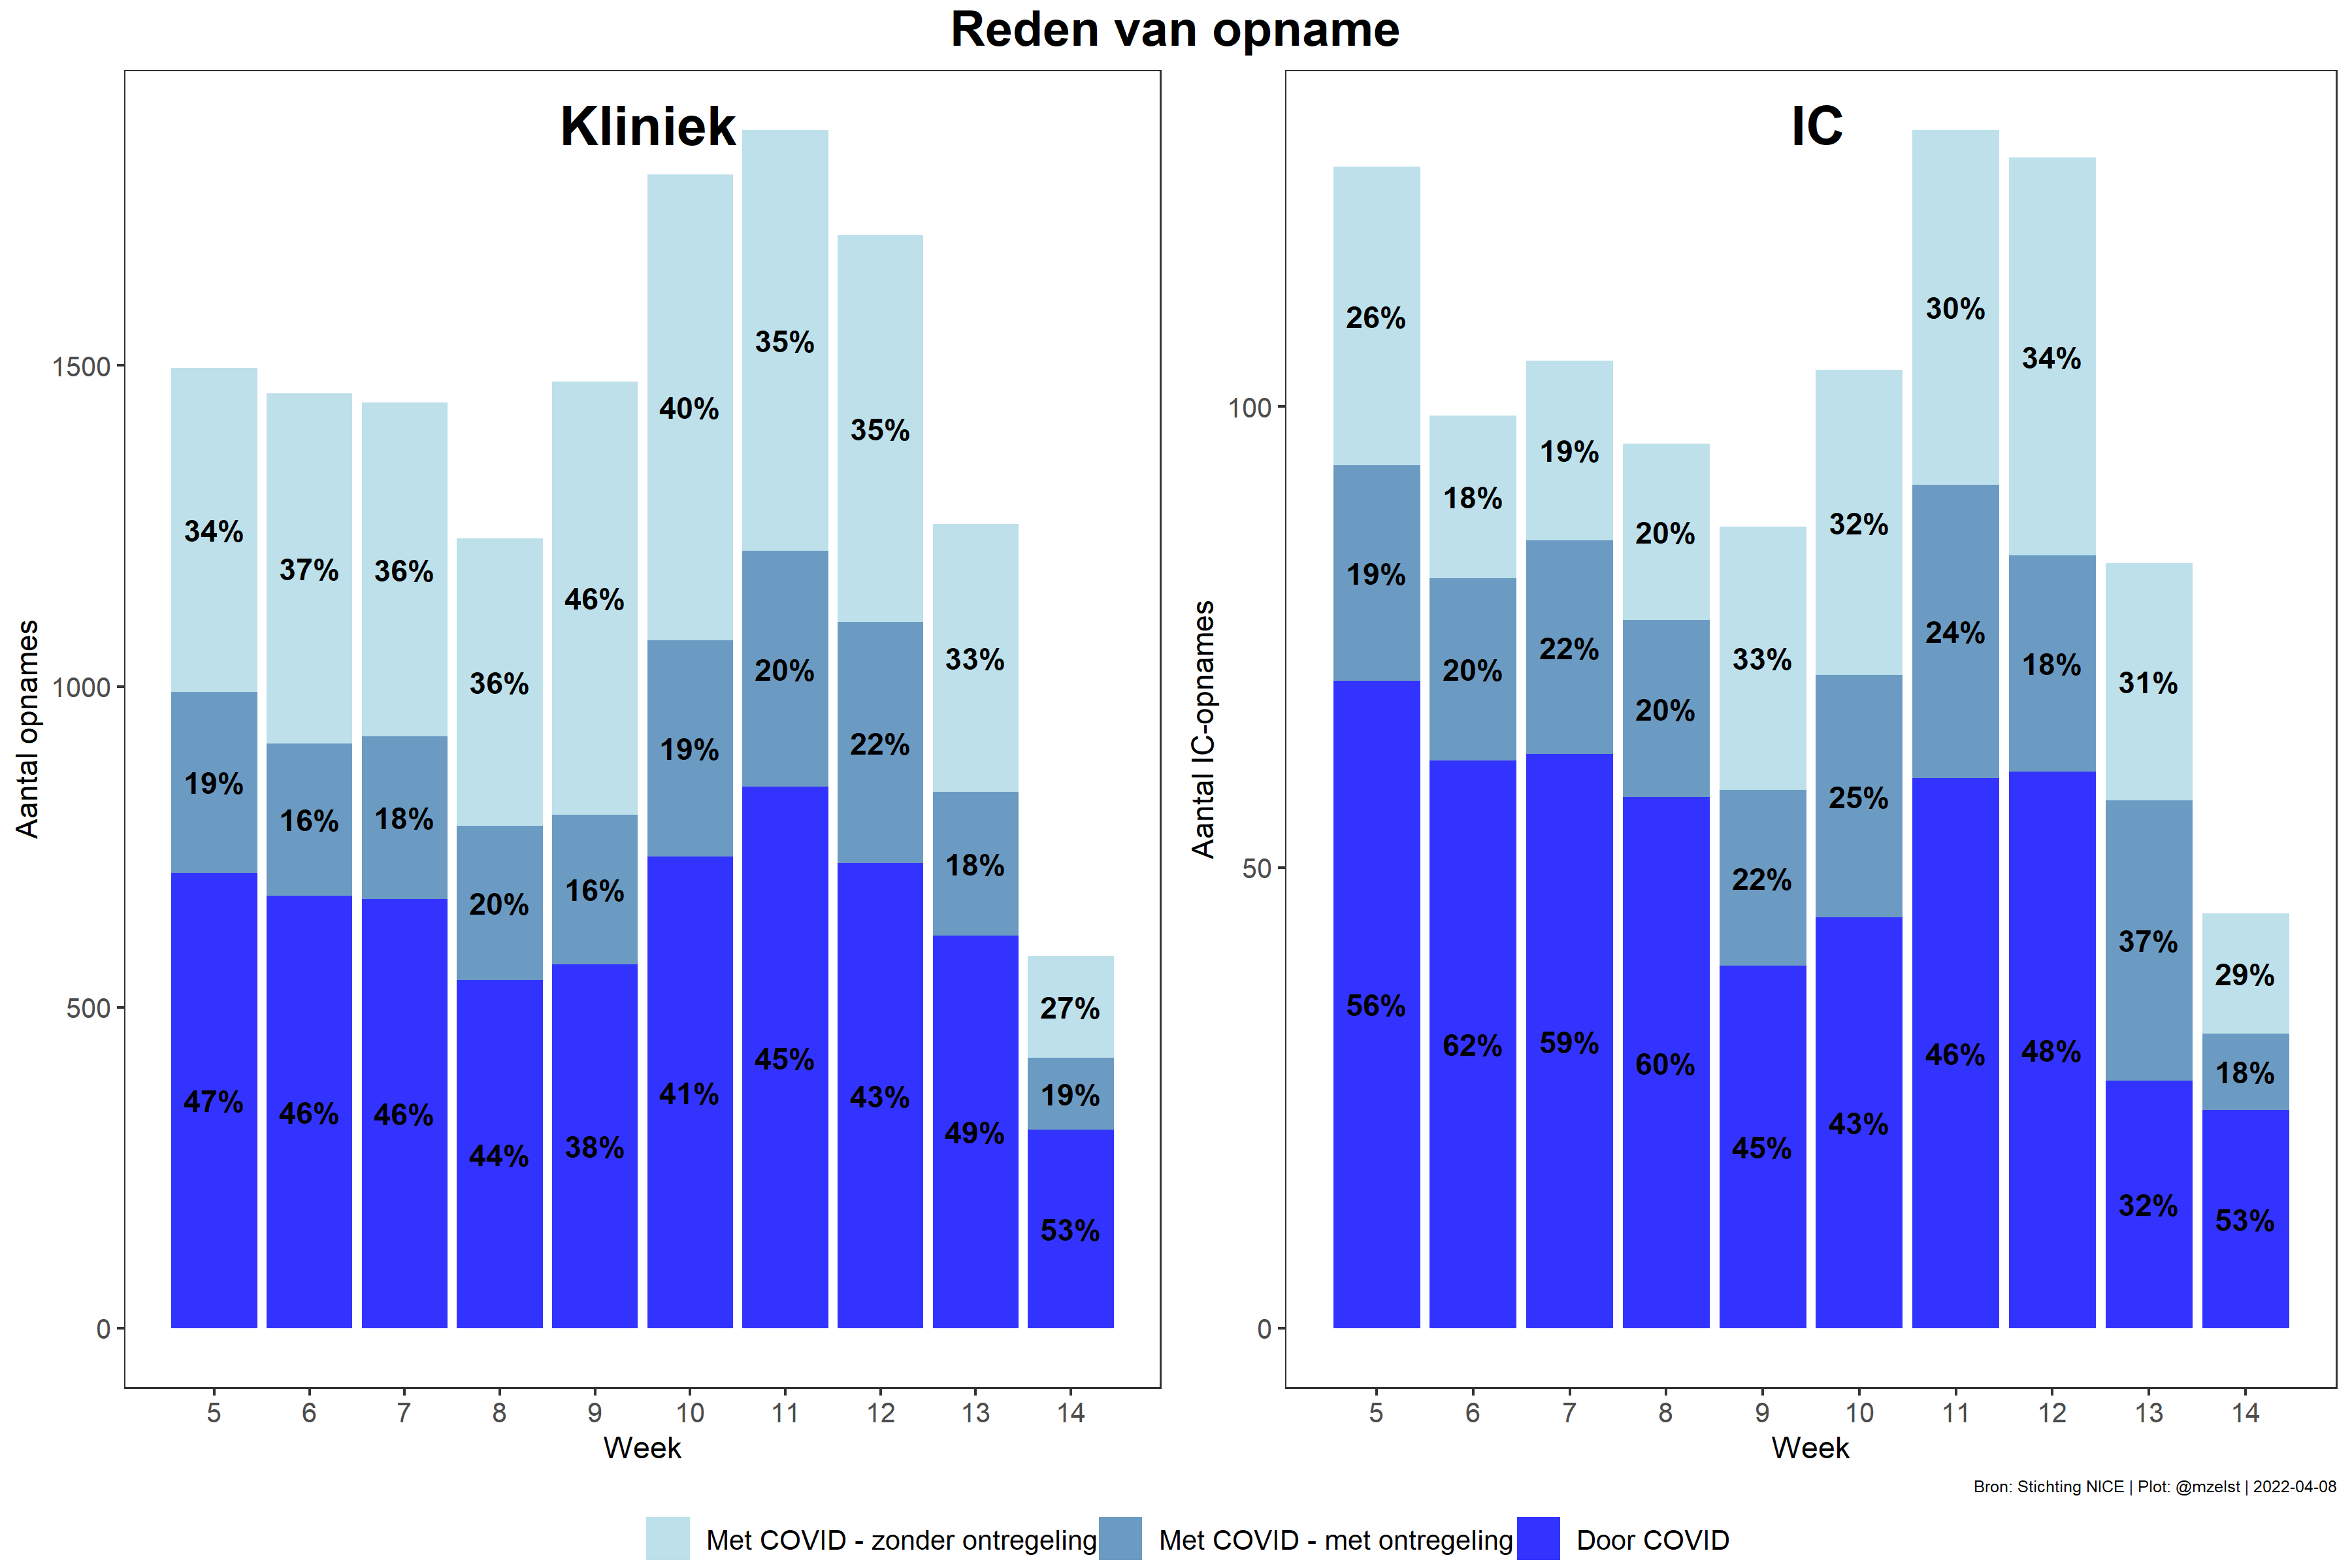 Reden van opname
Kliniek
Aantal opnames
1500
1000
500
0
34% 37% 36% 36% 46% 40% 35% 35% 33% 27%
19% 16% 18% 20% 16% 19% 20% 22% 18% 19%
47% 46% 46% 44% 38% 41% 45% 43% 49% 53%
5 6 7 8 9 10 11 12 13 14
Week
IC
Aantal IC-opnames
100
50
0
26% 18% 19% 20% 33% 32% 30% 34% 31% 29%
19% 20% 22% 20% 22% 25% 24% 18% 37% 18%
56% 62% 59% 60% 45% 43% 46% 48% 32% 53%
5 6 7 8 9 10 11 12 13 14
Week
Bron: Stichting NICE | Plot: @mzelst | 2022-04-08
Met COVID - zonder ontregeling Met COVID - met ontregeling Door COVID